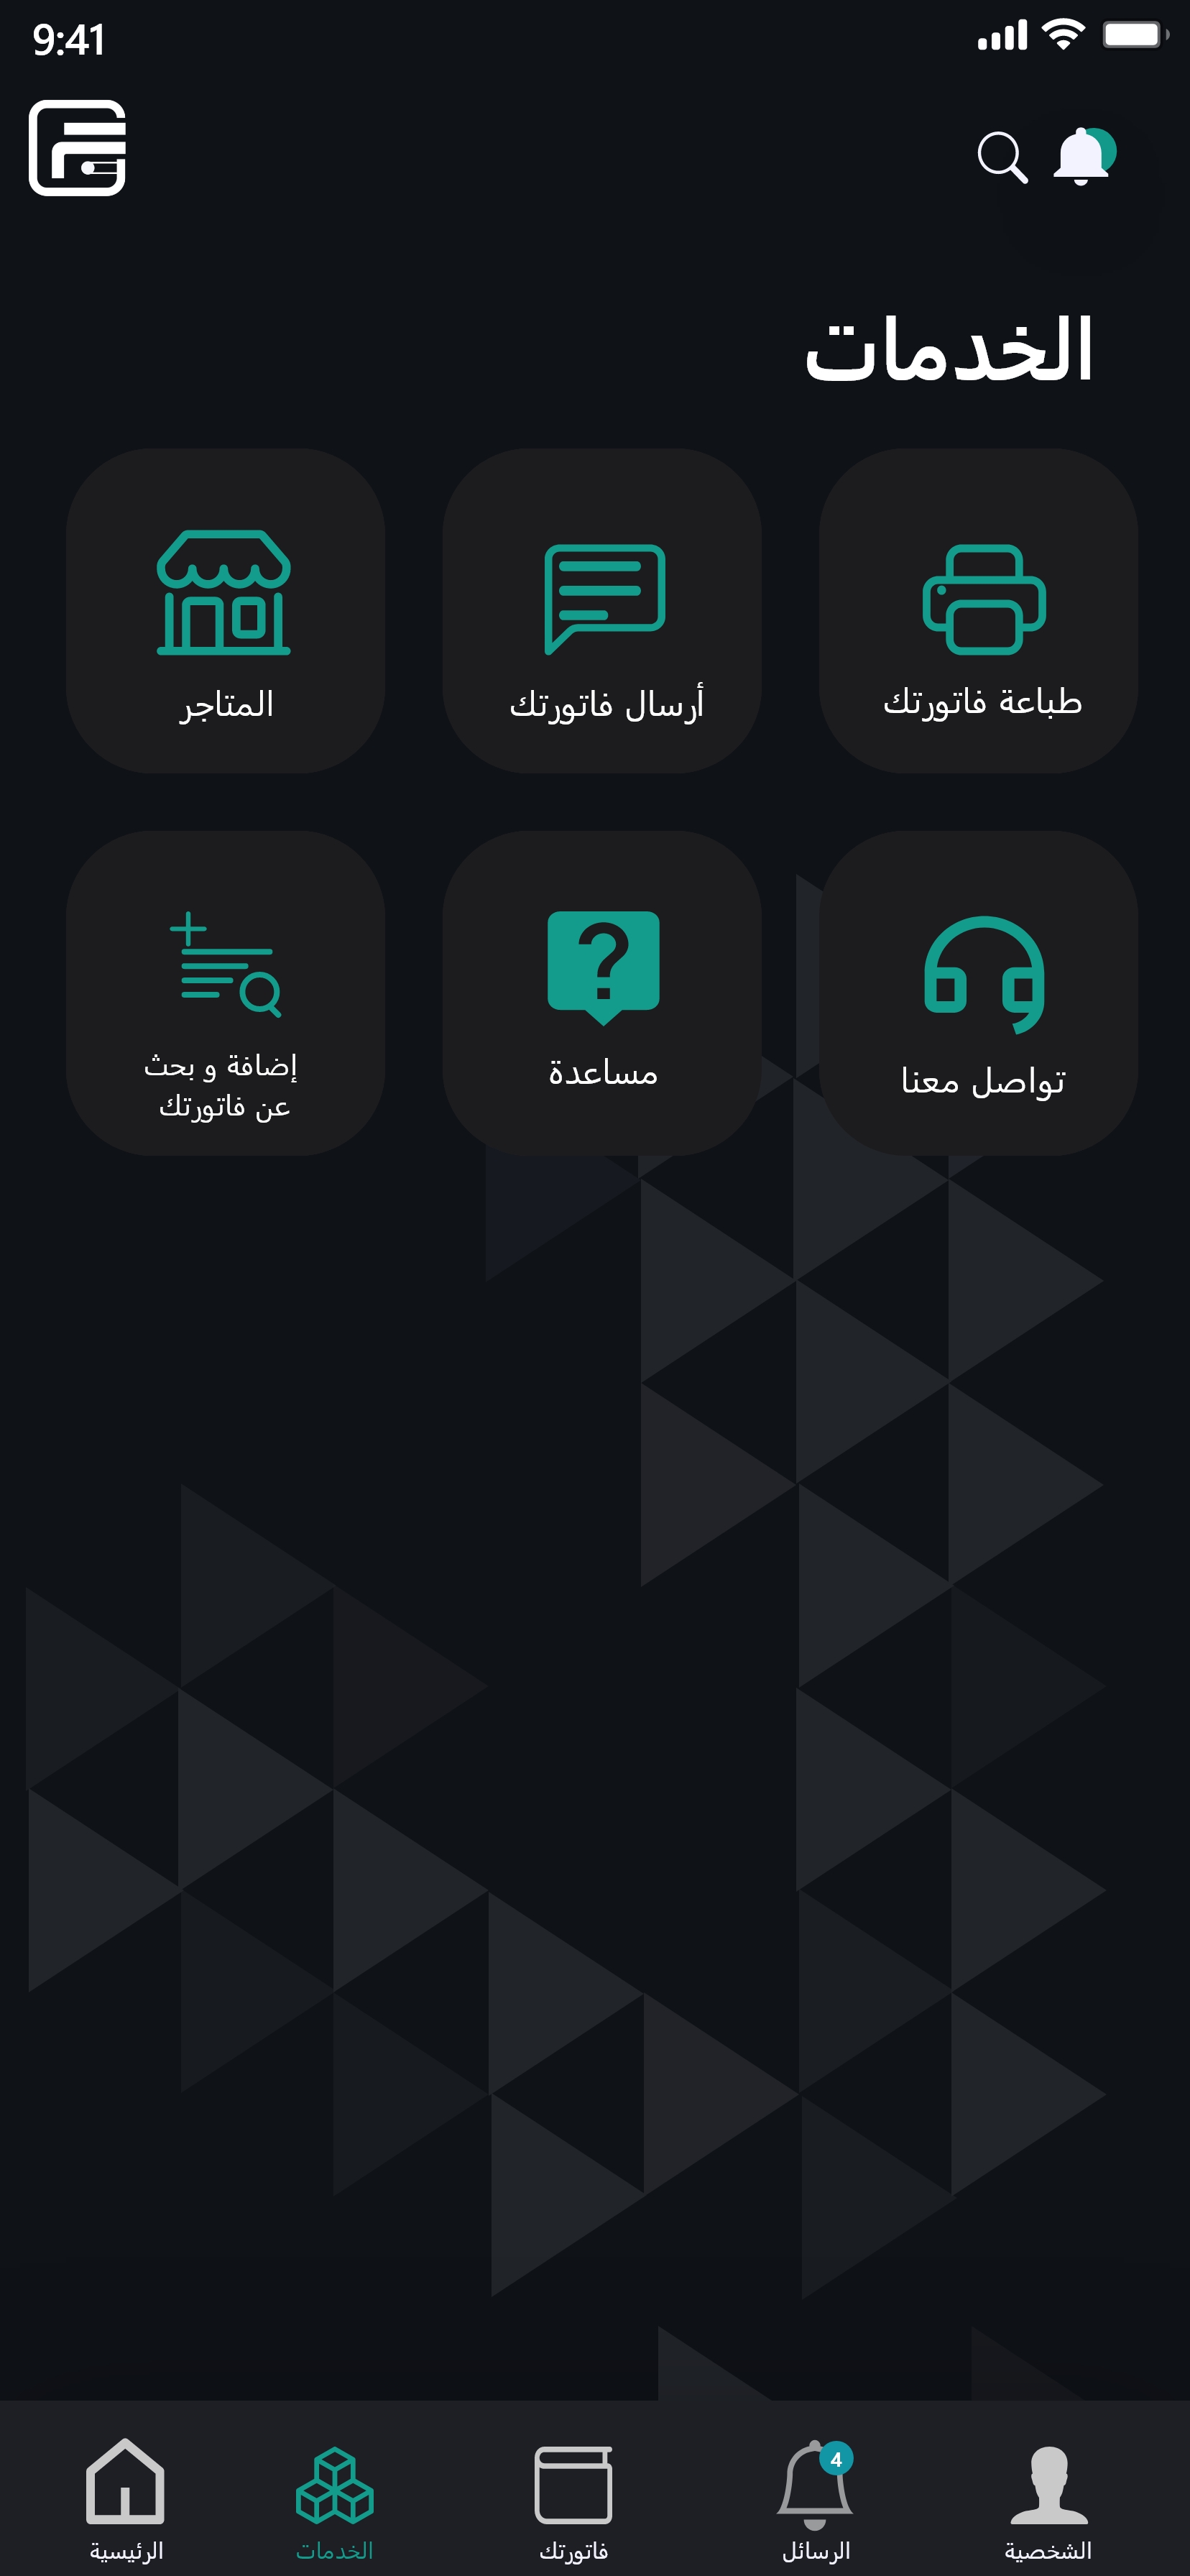 9:41
الخدمات
طباعة فاتورتك
أرسال فاتورتك
المتاجر
تواصل معنا
مساعدة
إضافة و بحث
عن فاتورتك
4
الشخصية
الرسائل
فاتورتك
الخدمات
الرئيسية